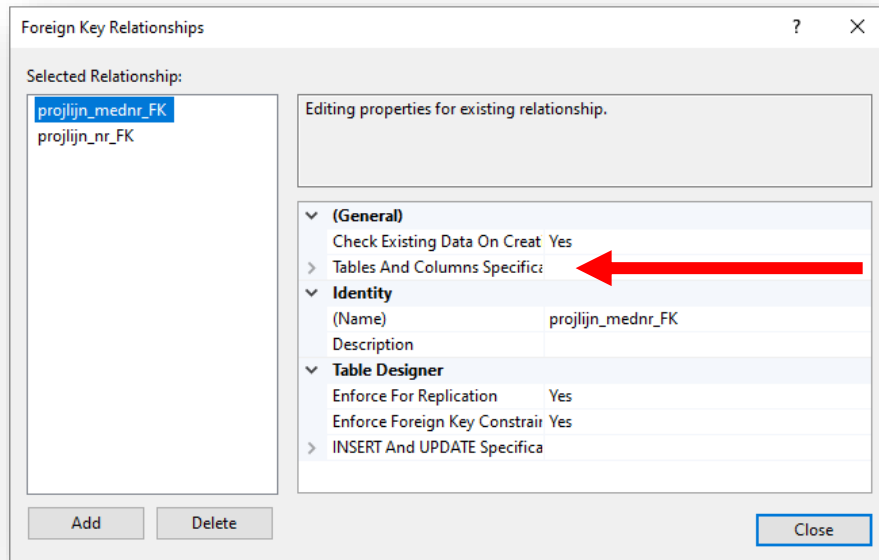 Foreign Key Relationships
?
Selected Relationship:
projlijn_mednr_FK
projlijn_nr_FK
Editing properties for existing relationship.
(General)
Check Existing Data On Creat Yes
Tables And Columns Specifica
Identity
(Name) projlijn_mednr_FK
Description
Table Designer
Enforce For Replication Yes
Enforce Foreign Key Constrair Yes
INSERT And UPDATE Specifica
Add Delete
Close